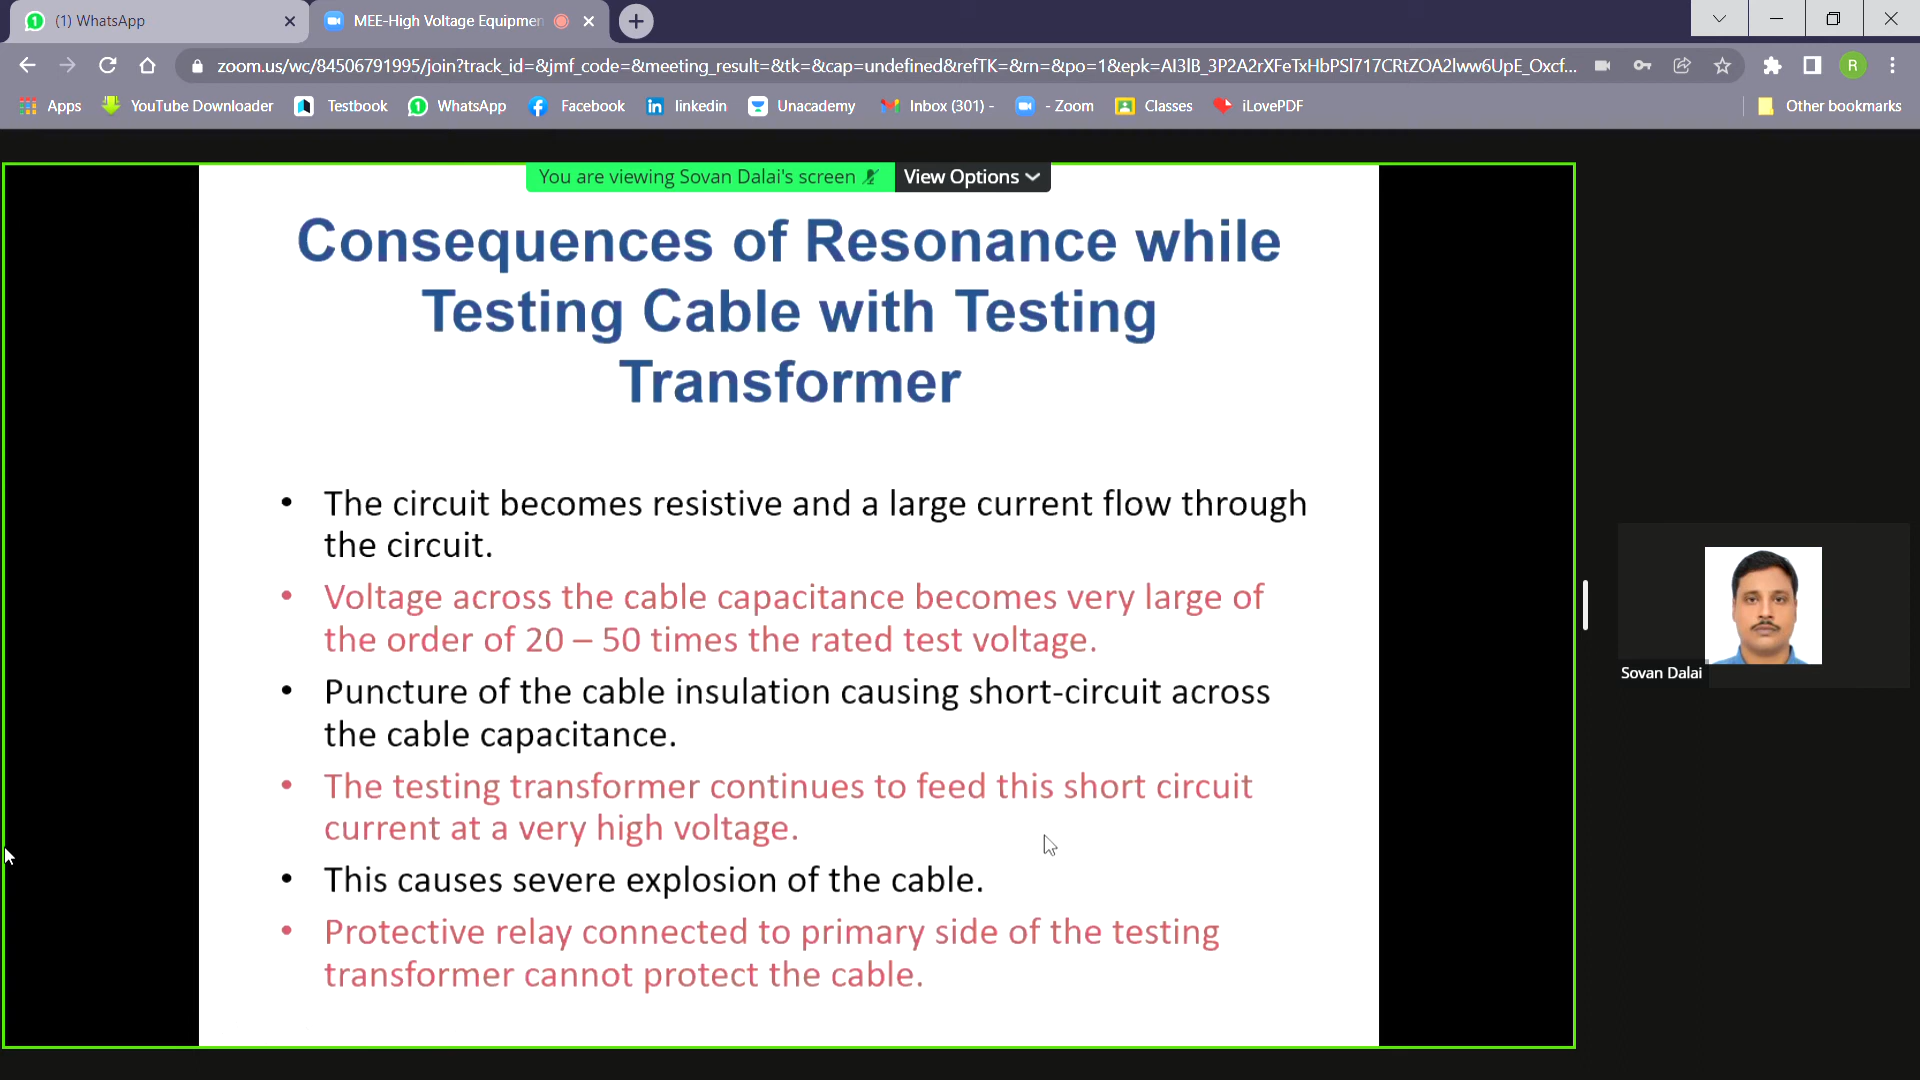 (1) WhatsApp
MEE-High Voltage Equipmen
zoom.us/wc/84506791995/join?track_id=&jmf_code=&meeting_result=&tk=&cap=undefined&refTK=&rn=&po=1&epk=AI3IB_3P2A2rXFeTxHbPSl717CRtZOA2lww6UpE_Oxcf...
R
Apps YouTube Downloader Testbook WhatsApp Facebook linkedin Unacademy Inbox (301) - - Zoom Classes iLovePDF Other bookmarks
You are viewing Sovan Dalai's screen View Options
Consequences of Resonance while
Testing Cable with Testing
Transformer
• The circuit becomes resistive and a large current flow through
the circuit.
• Voltage across the cable capacitance becomes very large of
the order of 20 – 50 times the rated test voltage.
• Puncture of the cable insulation causing short-circuit across
the cable capacitance.
• The testing transformer continues to feed this short circuit
current at a very high voltage.
• This causes severe explosion of the cable.
• Protective relay connected to primary side of the testing
transformer cannot protect the cable.
Sovan Dalai